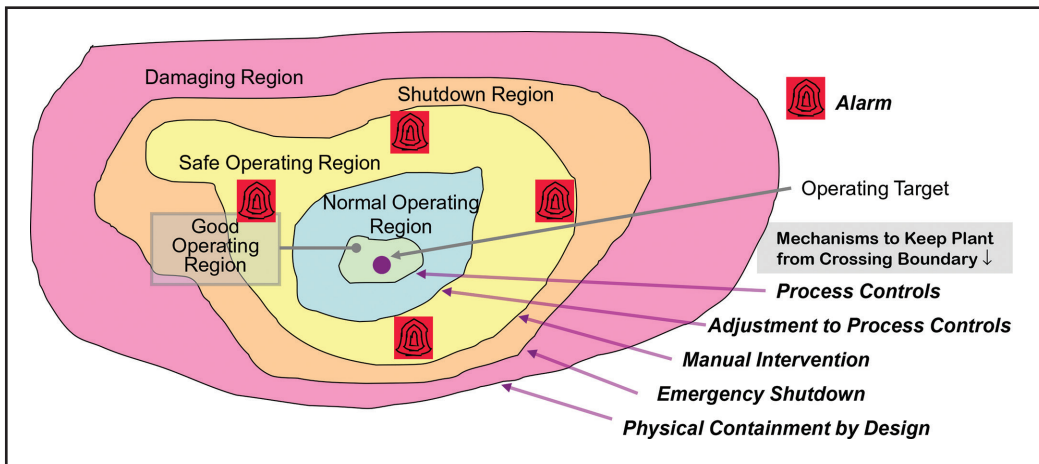 Damaging Region
Shutdown Region
Alarm
Safe Operating Region
Normal Operating
Region
Operating Target
Good
Operating
Region
Mechanisms to Keep Plant
from Crossing Boundary ↓
Process Controls
Adjustment to Process Controls
Manual Intervention
Emergency Shutdown
Physical Containment by Design